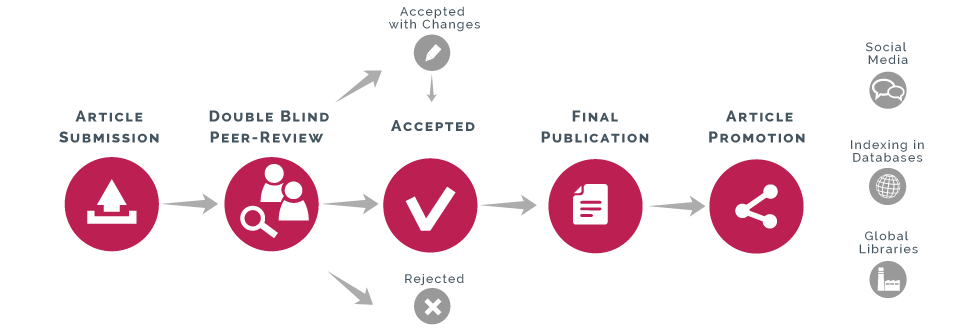 Accepted
with Changes
Article
Submission
Double Blind
Peer-Review
Accepted
Rejected
Final
Publication
Article
Promotion
Social
Media
Indexing in
Databases
Global
Libraries